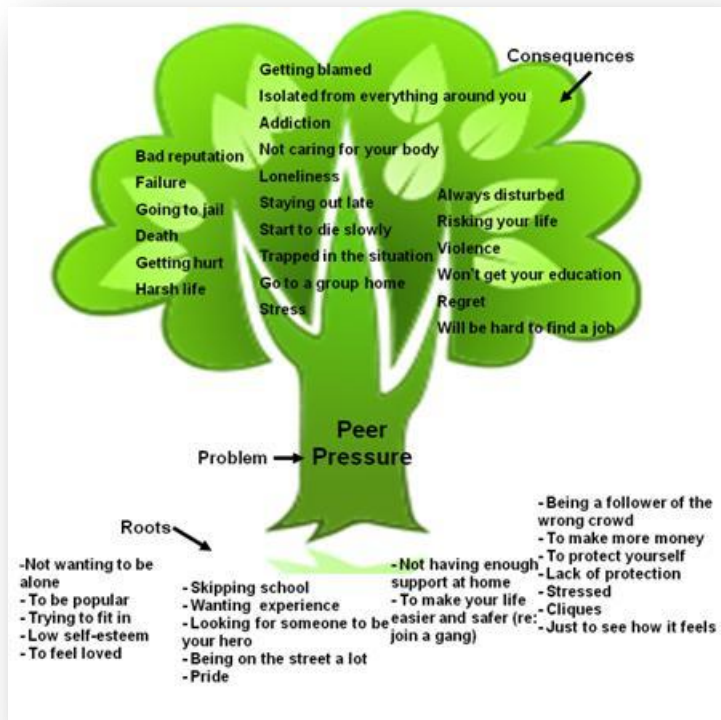 Consequences
Getting blamed
Isolated from everything around you
Addiction
Not caring for your body
Loneliness
Staying out late
Start to die slowly
Trapped in the situation
Go to a group home
Stress
Bad reputation
Failure
Going to jail
Death
Getting hurt
Harsh life
Always disturbed
Risking your life
Violence
Won't get your education
Regret
Will be hard to find a job
Problem
Peer
Pressure
Roots
-Not wanting to be
alone
- To be popular
- Trying to fit in
- Low self-esteem
- To feel loved
- Skipping school
- Wanting experience
- Looking for someone to be
your hero
- Being on the street a lot
- Pride
- Not having enough
support at home
- To make your life
easier and safer (re:
join a gang)
- Being a follower of the
wrong crowd
- To make more money
- To protect yourself
- Lack of protection
- Stressed
- Cliques
- Just to see how it feels